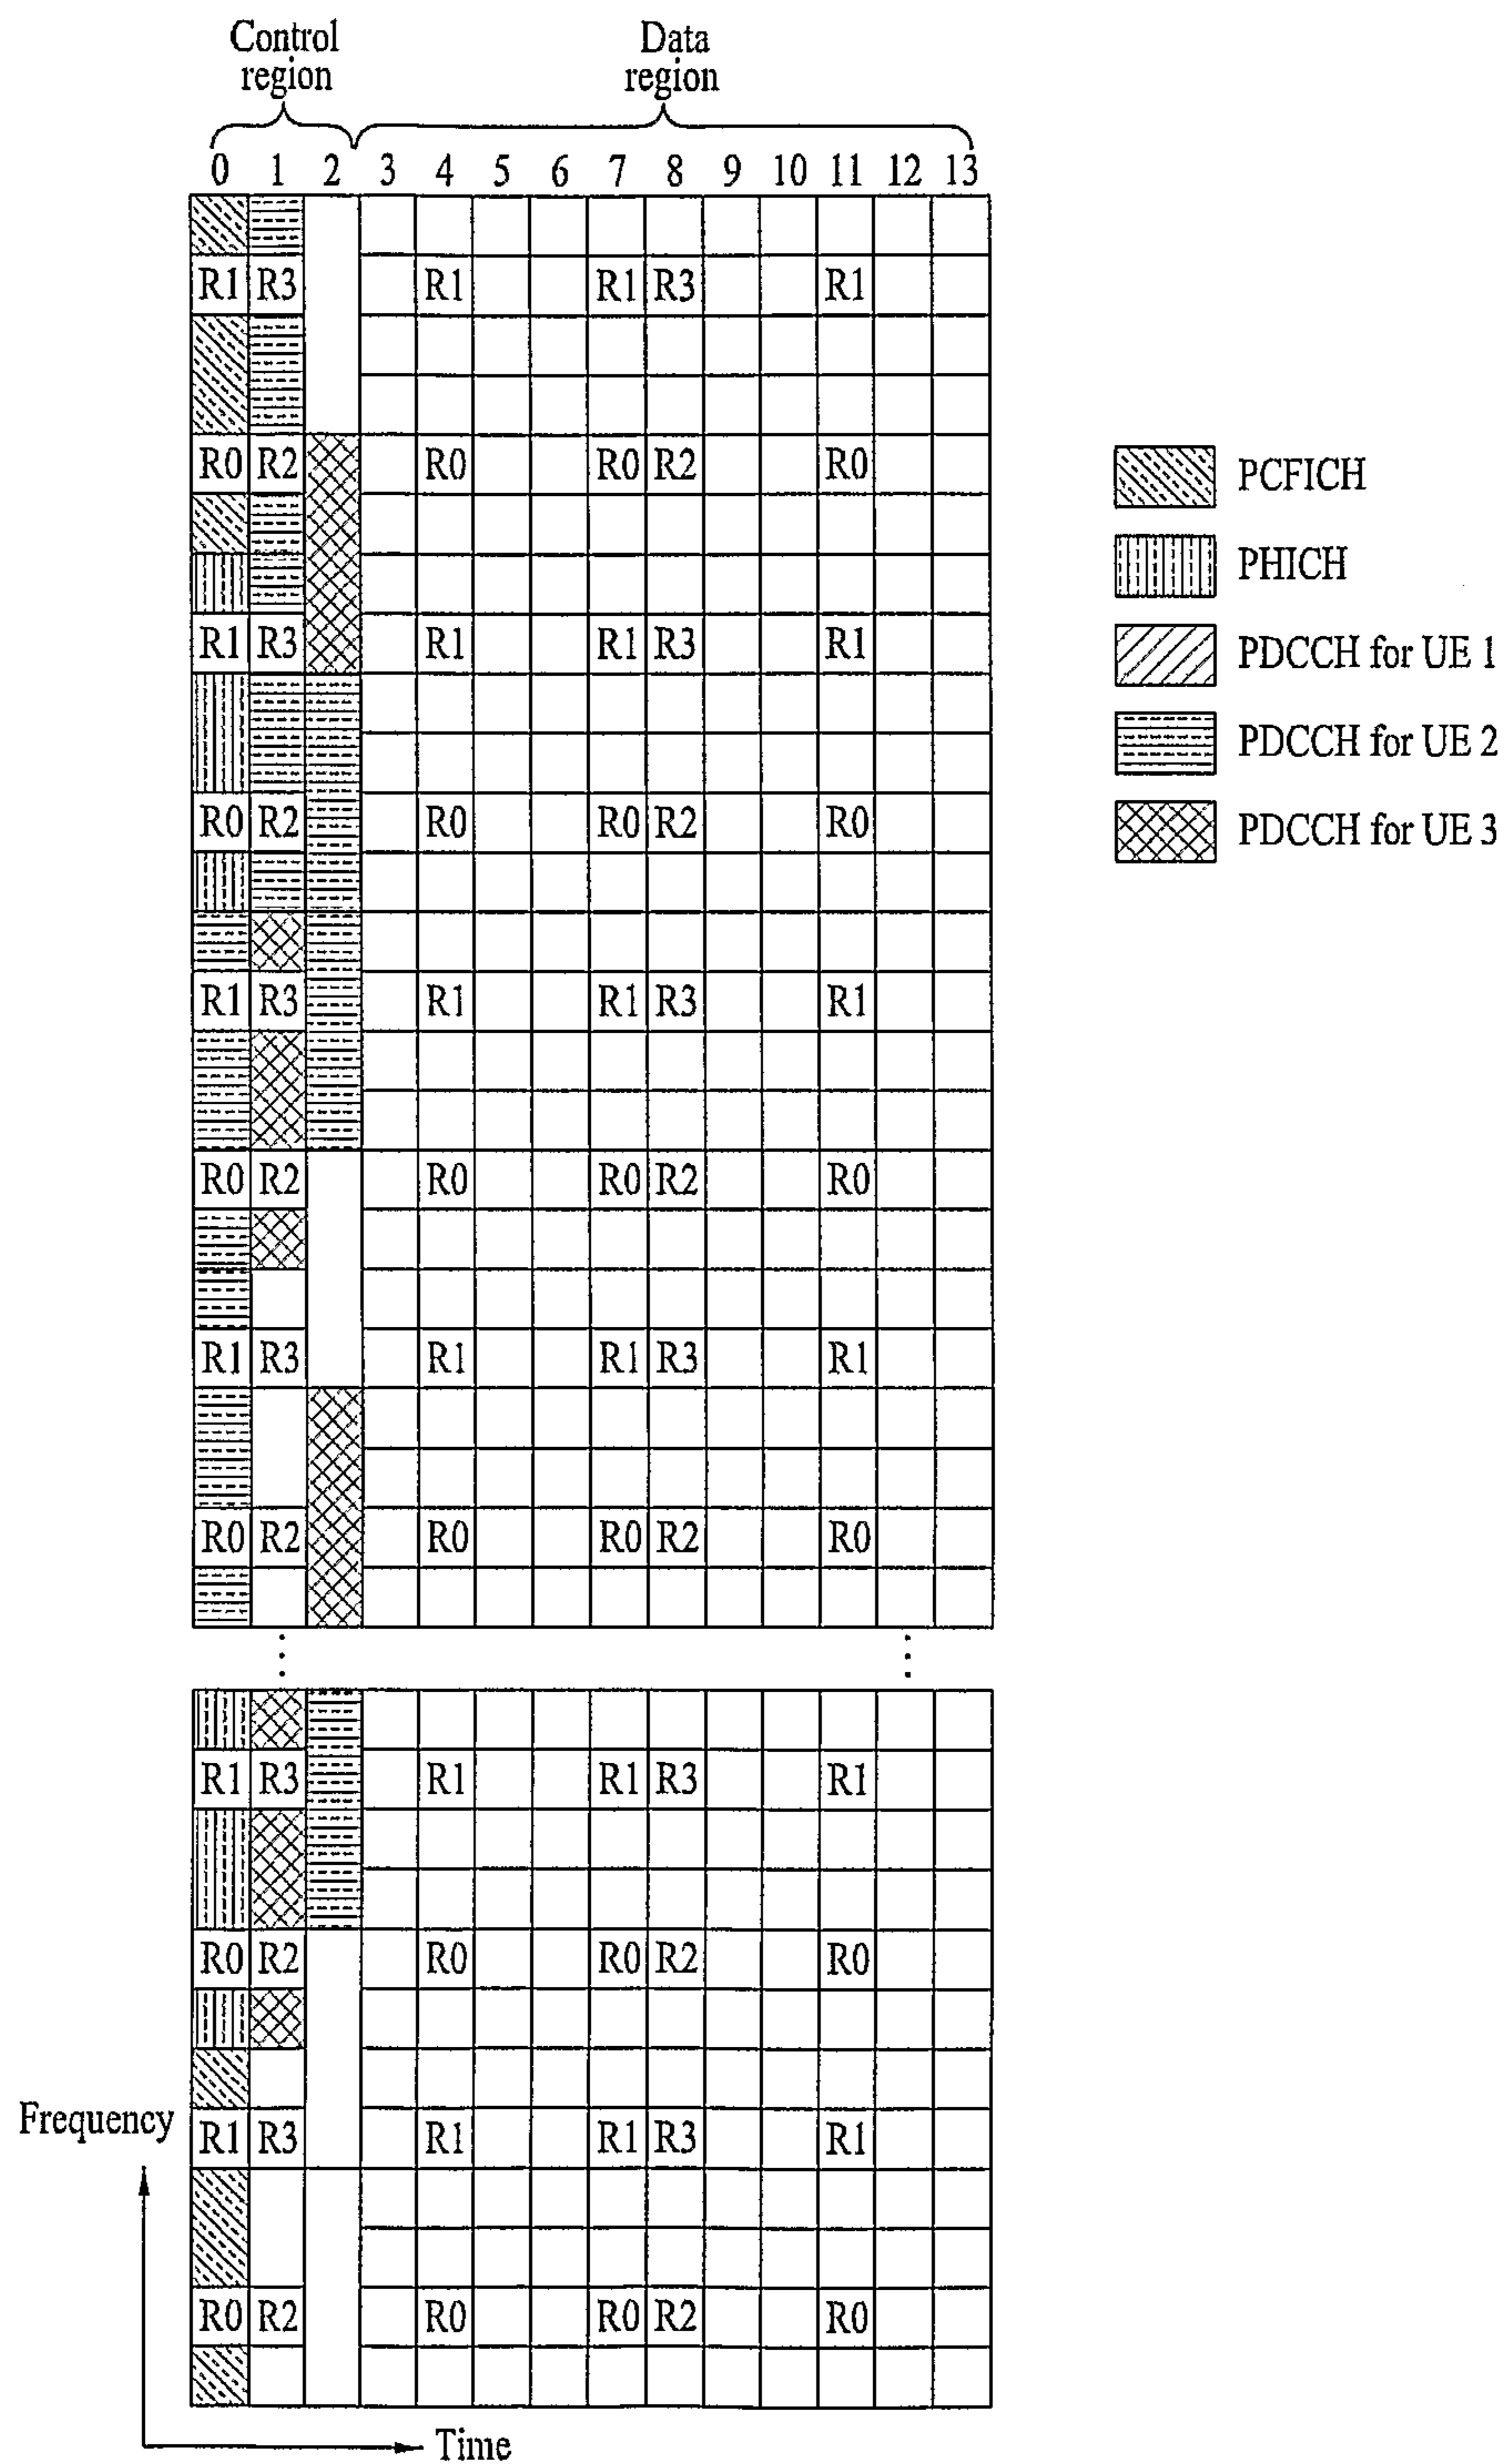 Control
region
Data
region
0 1 2 3 4 5 6 7 8 9 10 11 12 13
R1 R3 R1 R1 R3 R1
R0 R2 R0 R0 R2 R0
PCFICH
PHICH
R1 R3 R1 R1 R3 R1
PDCCH for UE 1
PDCCH for UE 2
R0 R2 R0 R0 R2 R0
PDCCH for UE 3
R1 R3 R1 R1 R3 R1
R0 R2 R0 R0 R2 R0
R1 R3 R1 R1 R3 R1
R0 R2 R0 R0 R2 R0
R1 R3 R1 R1 R3 R1
R0 R2 R0 R0 R2 R0
Frequency
R1 R3 R1 R1 R3 R1
R0 R2 R0 R0 R2 R0
Time